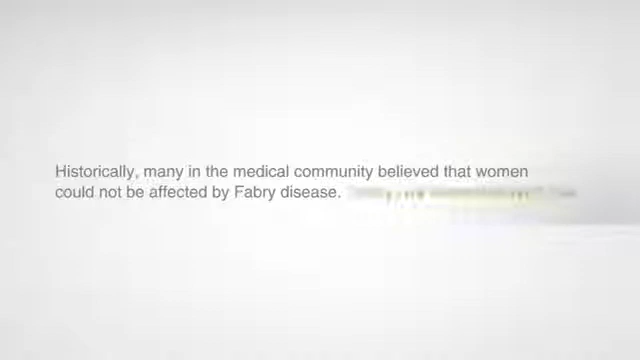 Historically, many in the medical community believed that women
could not be affected by Fabry disease.